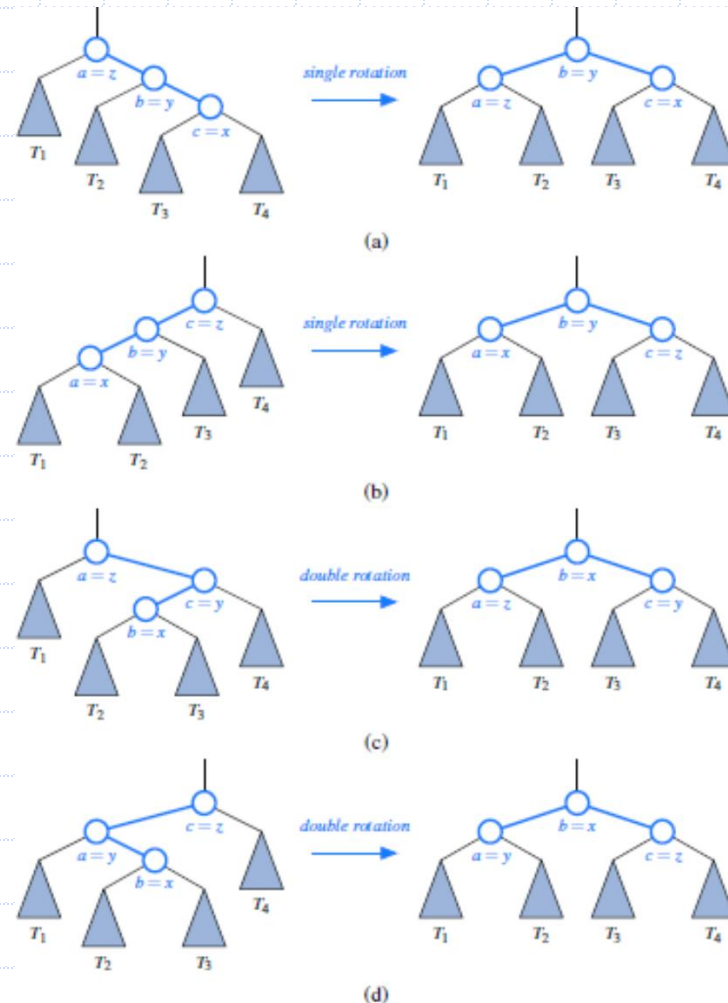 a = z
b = y
c = x
T1
T2
T3
T4
single rotation
b = y
a = z
c = x
T1
T2
T3
T4
(a)
c = z
b = y
a = x
T4
T3
T1
T2
single rotation
b = y
a = x
c = z
T1
T2
T3
T4
(b)
a = z
c = y
b = x
T1
T4
T2
T3
double rotation
b = x
a = z
c = y
T1
T2
T3
T4
(c)
c = z
a = y
b = x
T4
T1
T2
T3
double rotation
b = x
a = y
c = z
T1
T2
T3
T4
(d)